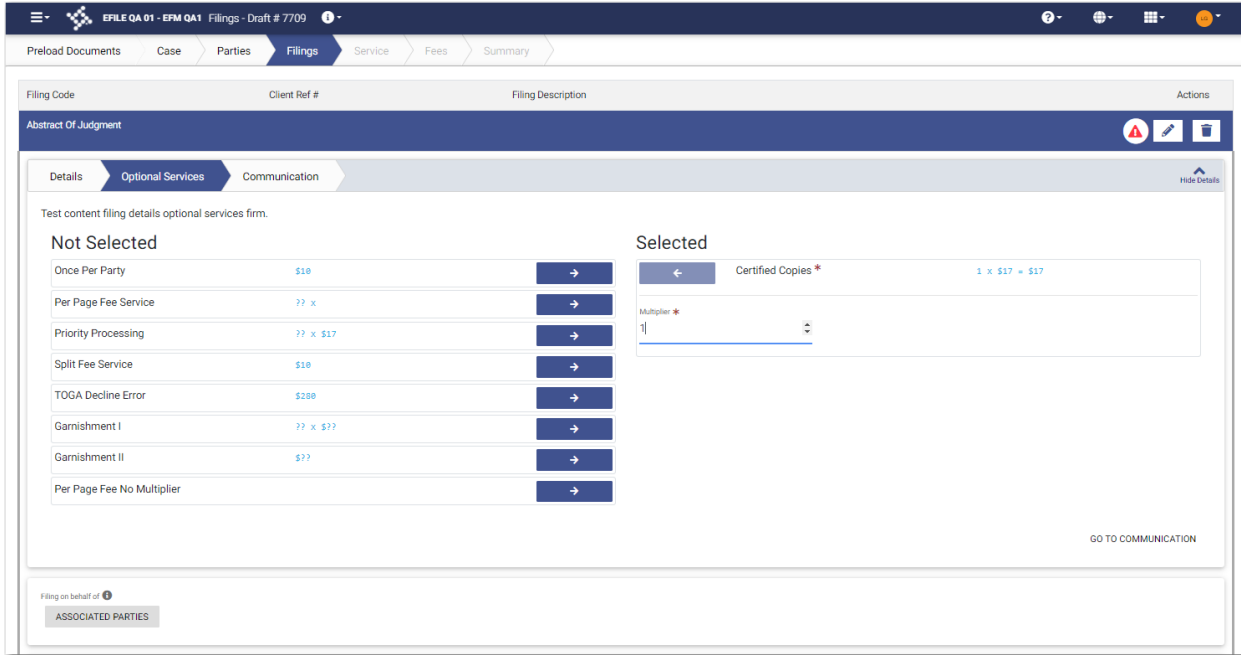 EFILE QA 01 - EFM QA1 Filings - Draft # 7709
LG
Preload Documents Case Parties Filings Service Fees Summary
Filing Code Client Ref # Filing Description Actions
Abstract Of Judgment
Details Optional Services Communication
Hide Details
Test content filing details optional services firm.
Not Selected
Once Per Party $10
Per Page Fee Service ?? x
Priority Processing ?? x $17
Split Fee Service $10
TOGA Decline Error $280
Garnishment I ?? x $??
Garnishment II $??
Per Page Fee No Multiplier
Selected
Certified Copies * 1 x $17 = $17
Multiplier *
1
GO TO COMMUNICATION
Filing on behalf of
ASSOCIATED PARTIES